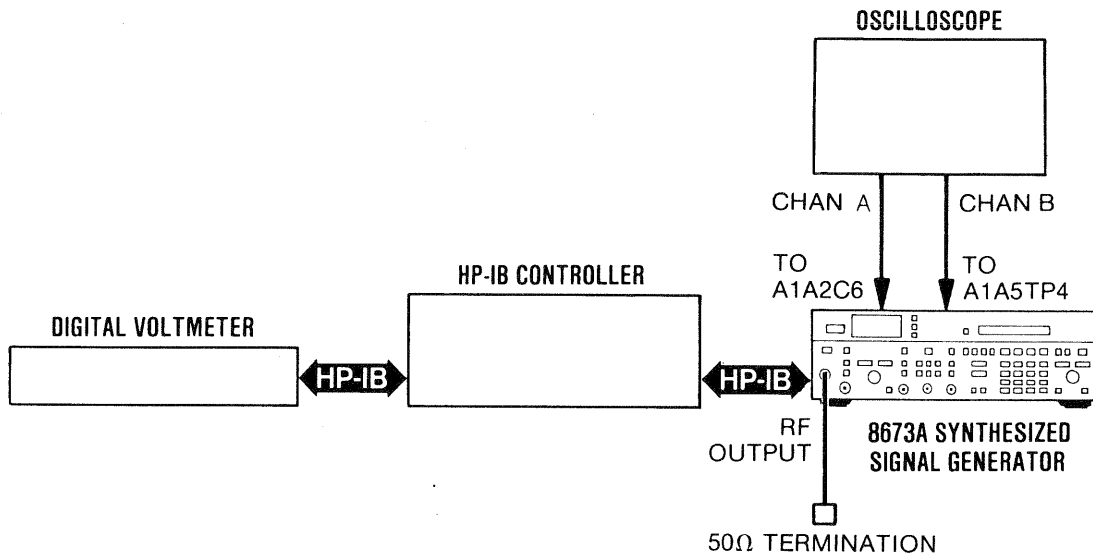 OSCILLOSCOPE
CHAN A
CHAN B
TO
A1A2C6
TO
A1A5TP4
HP-IB CONTROLLER
DIGITAL VOLTMETER
HP-IB
HP-IB
RF
OUTPUT
8673A SYNTHESIZED
SIGNAL GENERATOR
50Ω TERMINATION